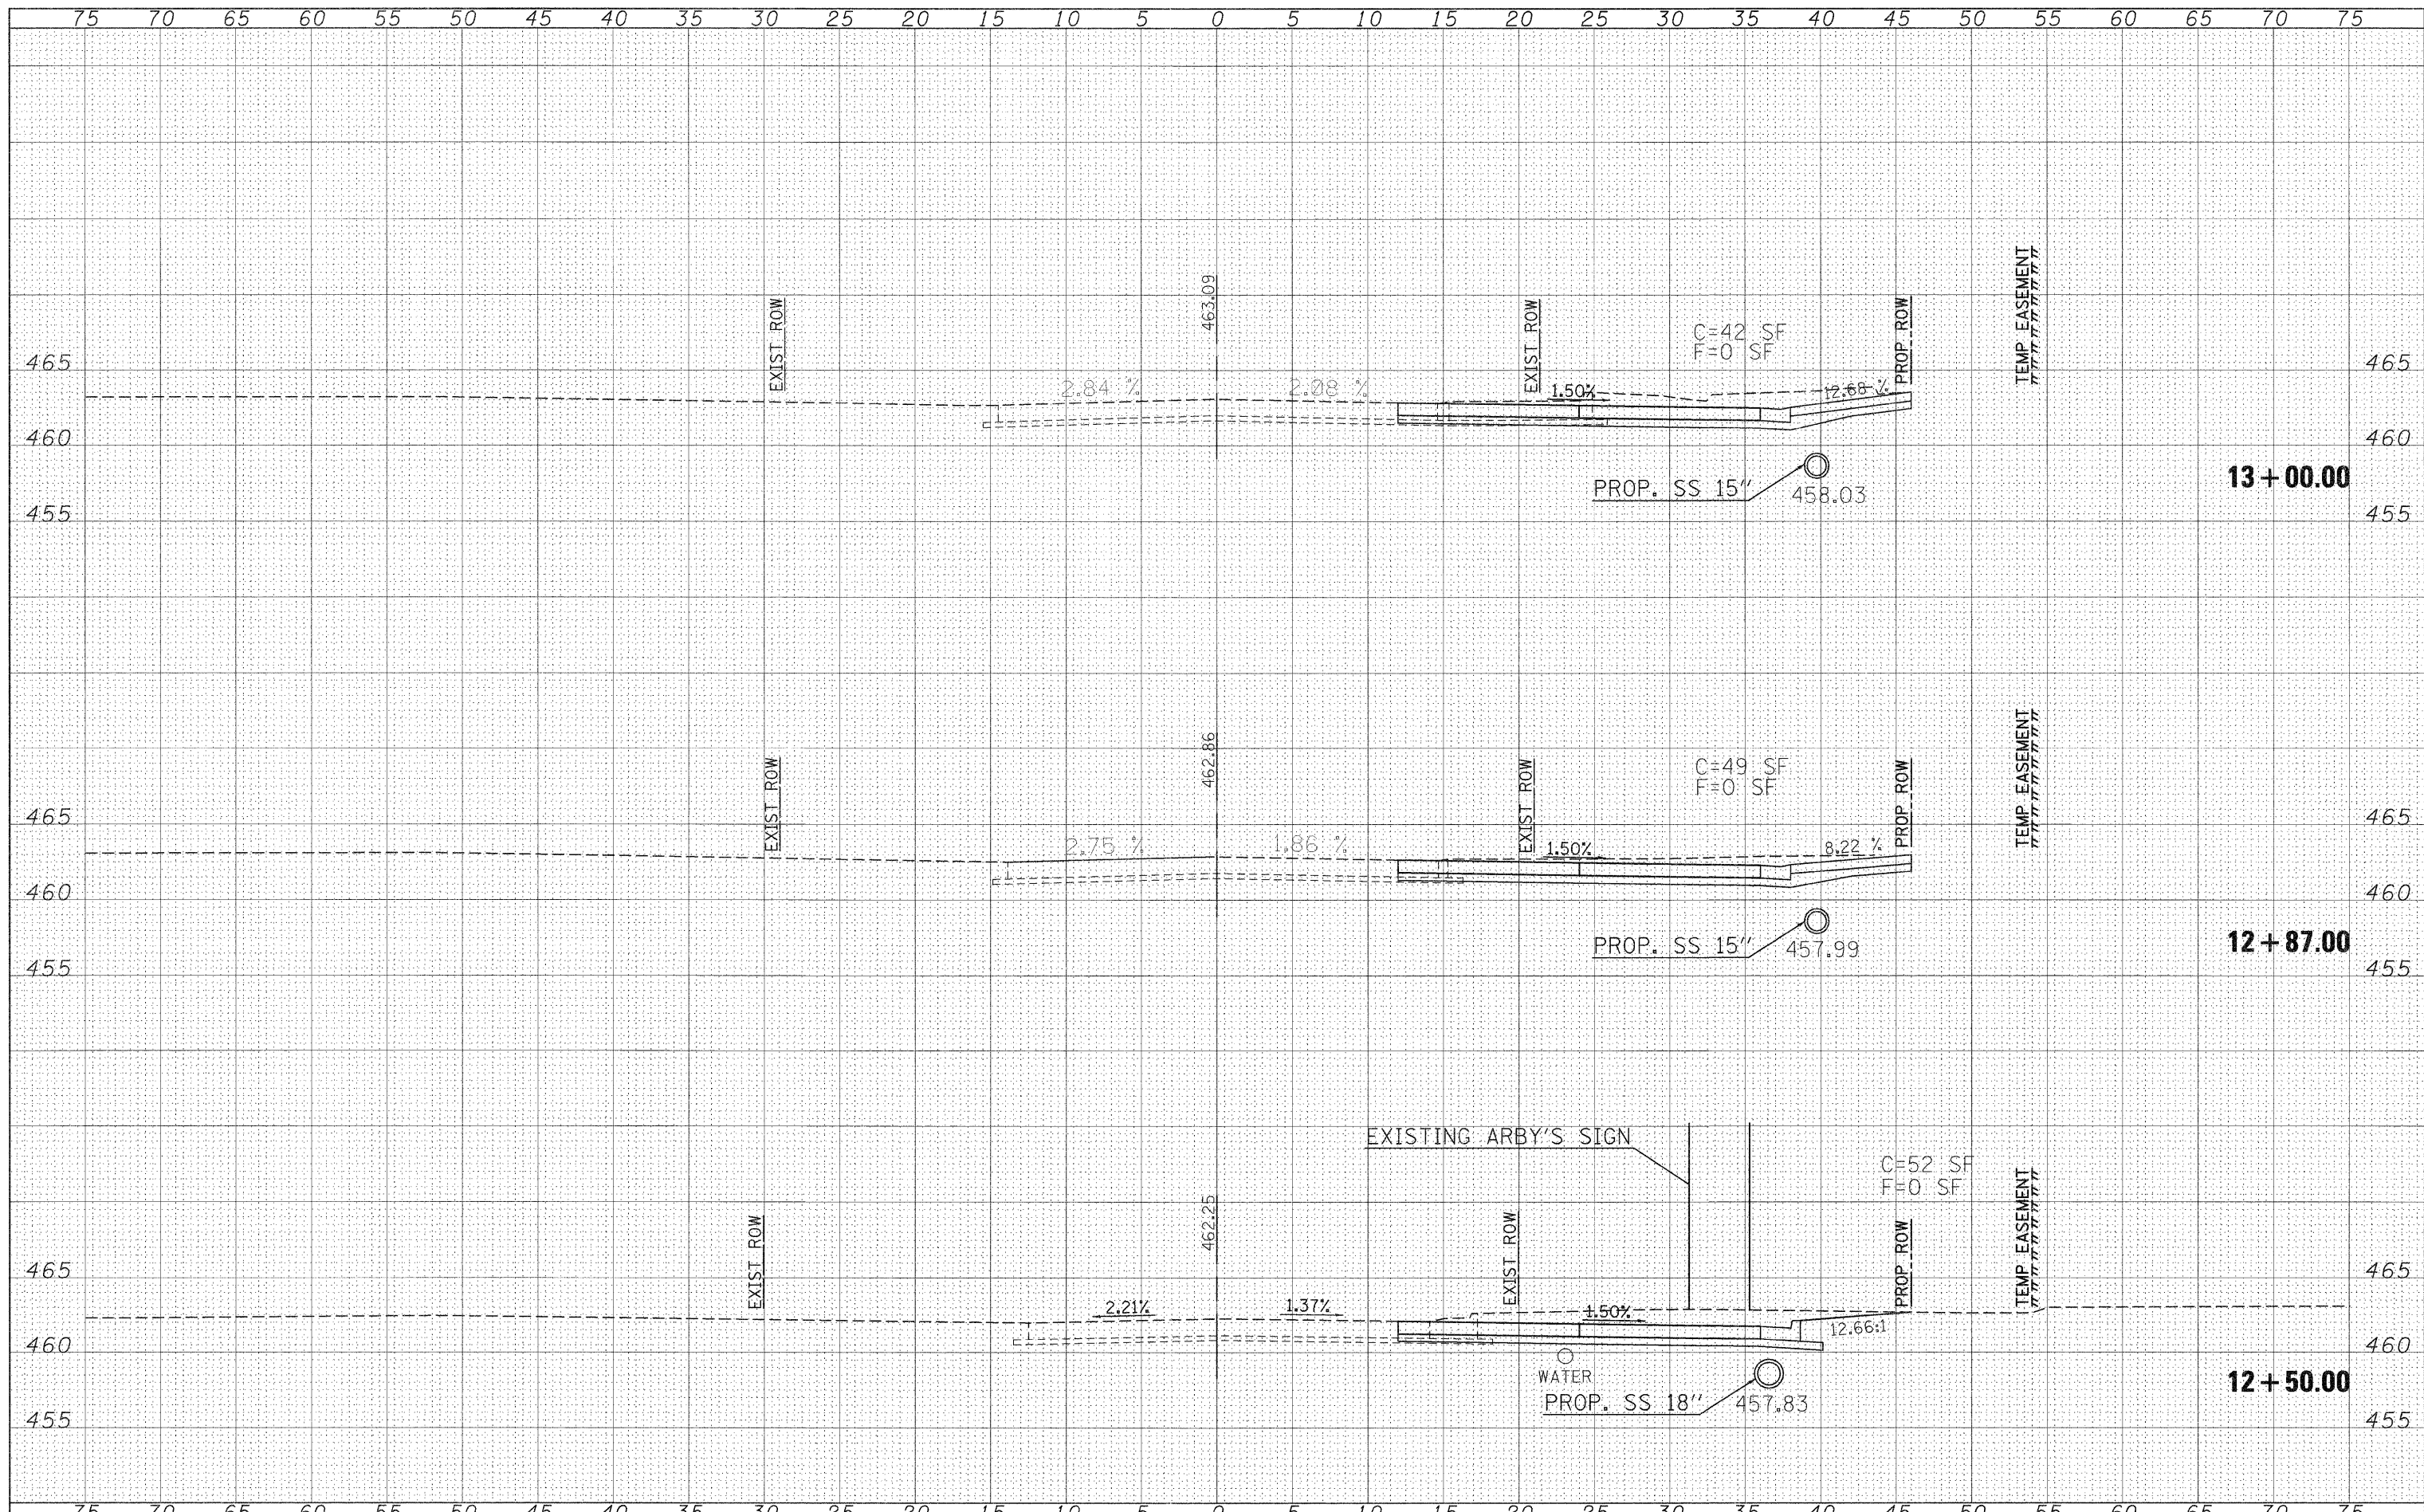 75 70 65 60 55 50 45 40 35 30 25 20 15 10 5 0 5 10 15 20 25 30 35 40 45 50 55 60 65 70 75
463.09
EXIST ROW
EXIST ROW
C=42 SF
F=0 SF
PROP ROW
TEMP EASEMENT
465
2.84 %
2.08 %
1.50%
12.68 %
465
460
460
PROP. SS 15"
458.03
13+00.00
455
455
462.86
EXIST ROW
EXIST ROW
C=49 SF
F=0 SF
PROP ROW
TEMP EASEMENT
465
2.75 %
1.86 %
1.50%
8.22 %
465
460
460
PROP. SS 15"
457.99
12+87.00
455
455
EXISTING ARBY'S SIGN
C=52 SF
F=0 SF
462.25
EXIST ROW
EXIST ROW
PROP ROW
TEMP EASEMENT
465
2.21%
1.37%
1.50%
12.66:1
465
460
460
WATER
PROP. SS 18"
457.83
12+50.00
455
455
75 70 65 60 55 50 45 40 35 30 25 20 15 10 5 0 5 10 15 20 25 30 35 40 45 50 55 60 65 70 75